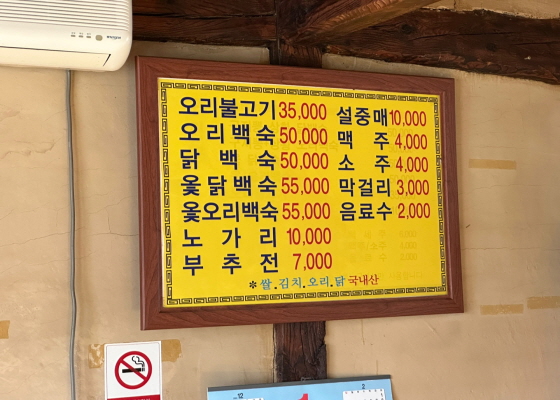 오리불고기 35,000
오리백숙 50,000
닭백숙 50,000
옻닭백숙 55,000
옻오리백숙 55,000
노가리 10,000
부추전 7,000
설중매 10,000
맥주 4,000
소주 4,000
막걸리 3,000
음료수 2,000
*쌀.김치.오리.닭 국내산
12
1
2